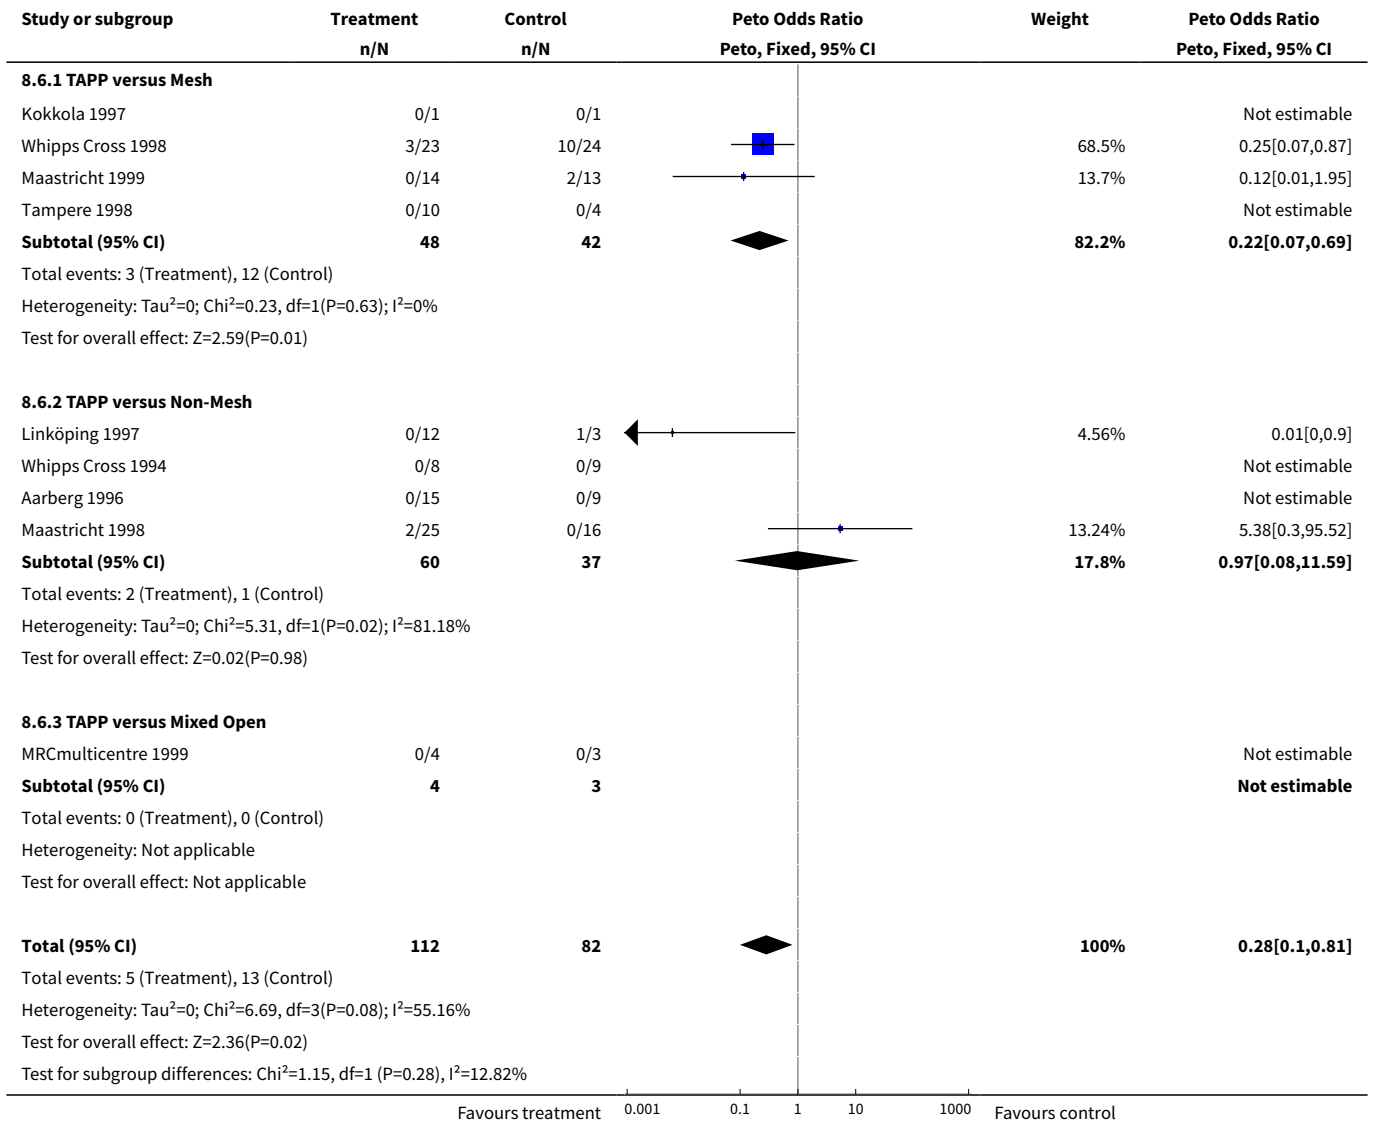 Study or subgroup Treatment Control Peto Odds Ratio Weight Peto Odds Ratio
n/N n/N Peto, Fixed, 95% CI Peto, Fixed, 95% CI
8.6.1 TAPP versus Mesh
Kokkola 1997 0/1 0/1 Not estimable
Whipps Cross 1998 3/23 10/24 68.5% 0.25[0.07,0.87]
Maastricht 1999 0/14 2/13 13.7% 0.12[0.01,1.95]
Tampere 1998 0/10 0/4 Not estimable
Subtotal (95% CI) 48 42 82.2% 0.22[0.07,0.69]
Total events: 3 (Treatment), 12 (Control)
Heterogeneity: Tau²=0; Chi²=0.23, df=1(P=0.63); I²=0%
Test for overall effect: Z=2.59(P=0.01)
8.6.2 TAPP versus Non-Mesh
Linköping 1997 0/12 1/3 4.56% 0.01[0,0.9]
Whipps Cross 1994 0/8 0/9 Not estimable
Aarberg 1996 0/15 0/9 Not estimable
Maastricht 1998 2/25 0/16 13.24% 5.38[0.3,95.52]
Subtotal (95% CI) 60 37 17.8% 0.97[0.08,11.59]
Total events: 2 (Treatment), 1 (Control)
Heterogeneity: Tau²=0; Chi²=5.31, df=1(P=0.02); I²=81.18%
Test for overall effect: Z=0.02(P=0.98)
8.6.3 TAPP versus Mixed Open
MRCmulticentre 1999 0/4 0/3 Not estimable
Subtotal (95% CI) 4 3 Not estimable
Total events: 0 (Treatment), 0 (Control)
Heterogeneity: Not applicable
Test for overall effect: Not applicable
Total (95% CI) 112 82 100% 0.28[0.1,0.81]
Total events: 5 (Treatment), 13 (Control)
Heterogeneity: Tau²=0; Chi²=6.69, df=3(P=0.08); I²=55.16%
Test for overall effect: Z=2.36(P=0.02)
Test for subgroup differences: Chi²=1.15, df=1 (P=0.28), I²=12.82%
Favours treatment 0.001 0.1 1 10 1000 Favours control